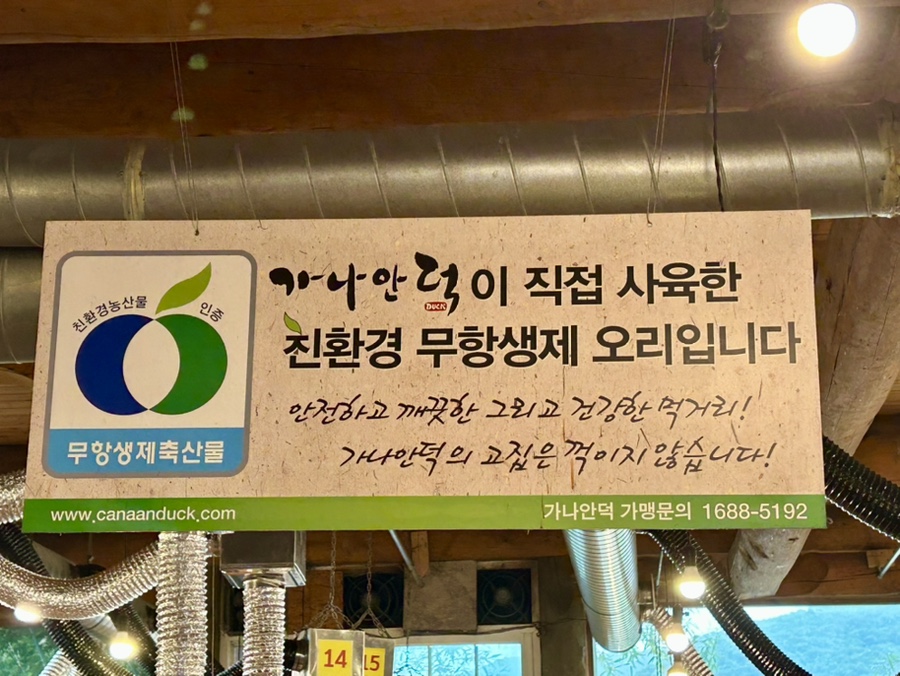 친환경농산물 인증
무항생제축산물
가나안덕이 직접 사육한
DUCK
친환경 무항생제 오리입니다
안전하고 깨끗한 그리고 건강한 먹거리!
가나안덕의 고집은 꺽이지 않습니다!
www.canaanduck.com
가나안덕 가맹문의 1688-5192
14
15